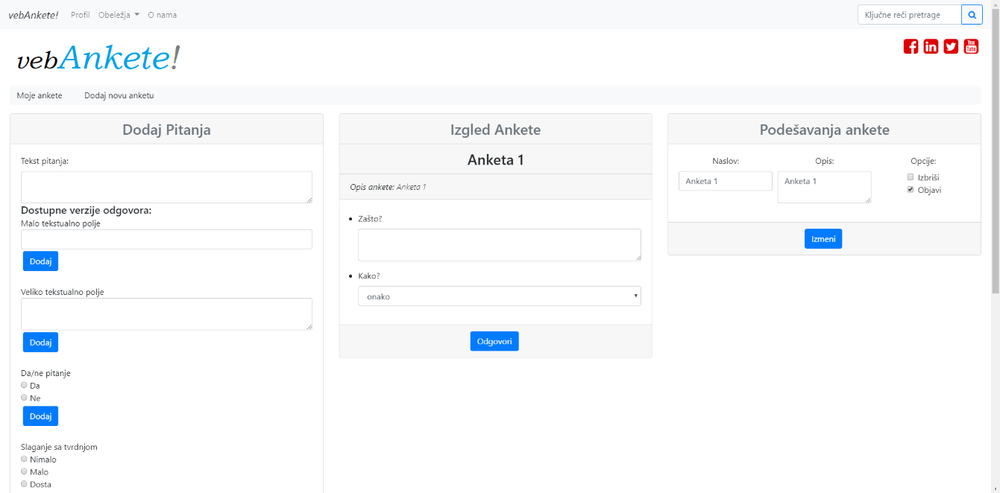 vebAnkete! Profil Obeležja O nama Ključne reči pretrage
vebAnkete!
You Tube
Moje ankete Dodaj novu anketu
Dodaj Pitanja
Tekst pitanja:
Dostupne verzije odgovora:
Malo tekstualno polje
Dodaj
Veliko tekstualno polje
Dodaj
Da/ne pitanje
Da
Ne
Dodaj
Slaganje sa tvrdnjom
Nimalo
Malo
Dosta
Izgled Ankete
Anketa 1
Opis ankete: Anketa 1
Zašto?
Kako?
onako
Odgovori
Podešavanja ankete
Naslov: Opis: Opcije:
Anketa 1 Anketa 1 Izbriši
Objavi
Izmeni